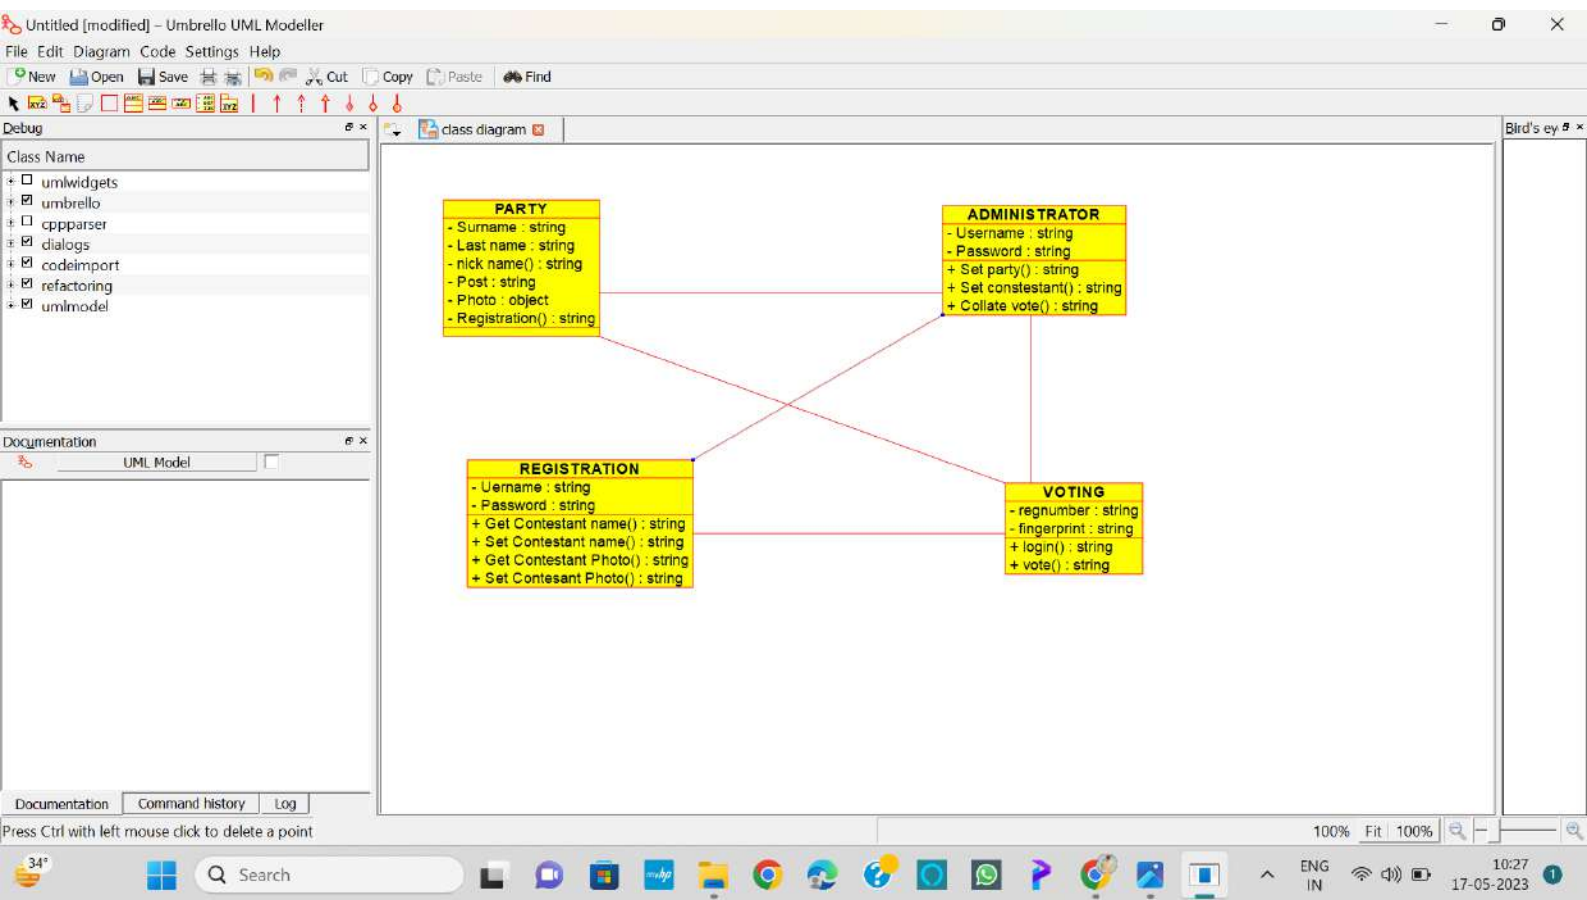 Untitled [modified] – Umbrello UML Modeller
File Edit Diagram Code Settings Help
New Open Save Cut Copy Paste Find
Debug
class diagram
Bird's ey
Class Name
umlwidgets
umbrello
cppparser
dialogs
codeimport
refactoring
umlmodel
PARTY
- Surname : string
- Last name : string
- nick name() : string
- Post : string
- Photo : object
- Registration() : string
ADMINISTRATOR
- Username : string
- Password : string
+ Set party() : string
+ Set constestant() : string
+ Collate vote() : string
Documentation
UML Model
REGISTRATION
- Uername : string
- Password : string
+ Get Contestant name() : string
+ Set Contestant name() : string
+ Get Contestant Photo() : string
+ Set Contesant Photo() : string
VOTING
- regnumber : string
- fingerprint : string
+ login() : string
+ vote() : string
Documentation Command history Log
Press Ctrl with left mouse click to delete a point
100% Fit 100%
34°
Search
ENG
IN
10:27
17-05-2023
1